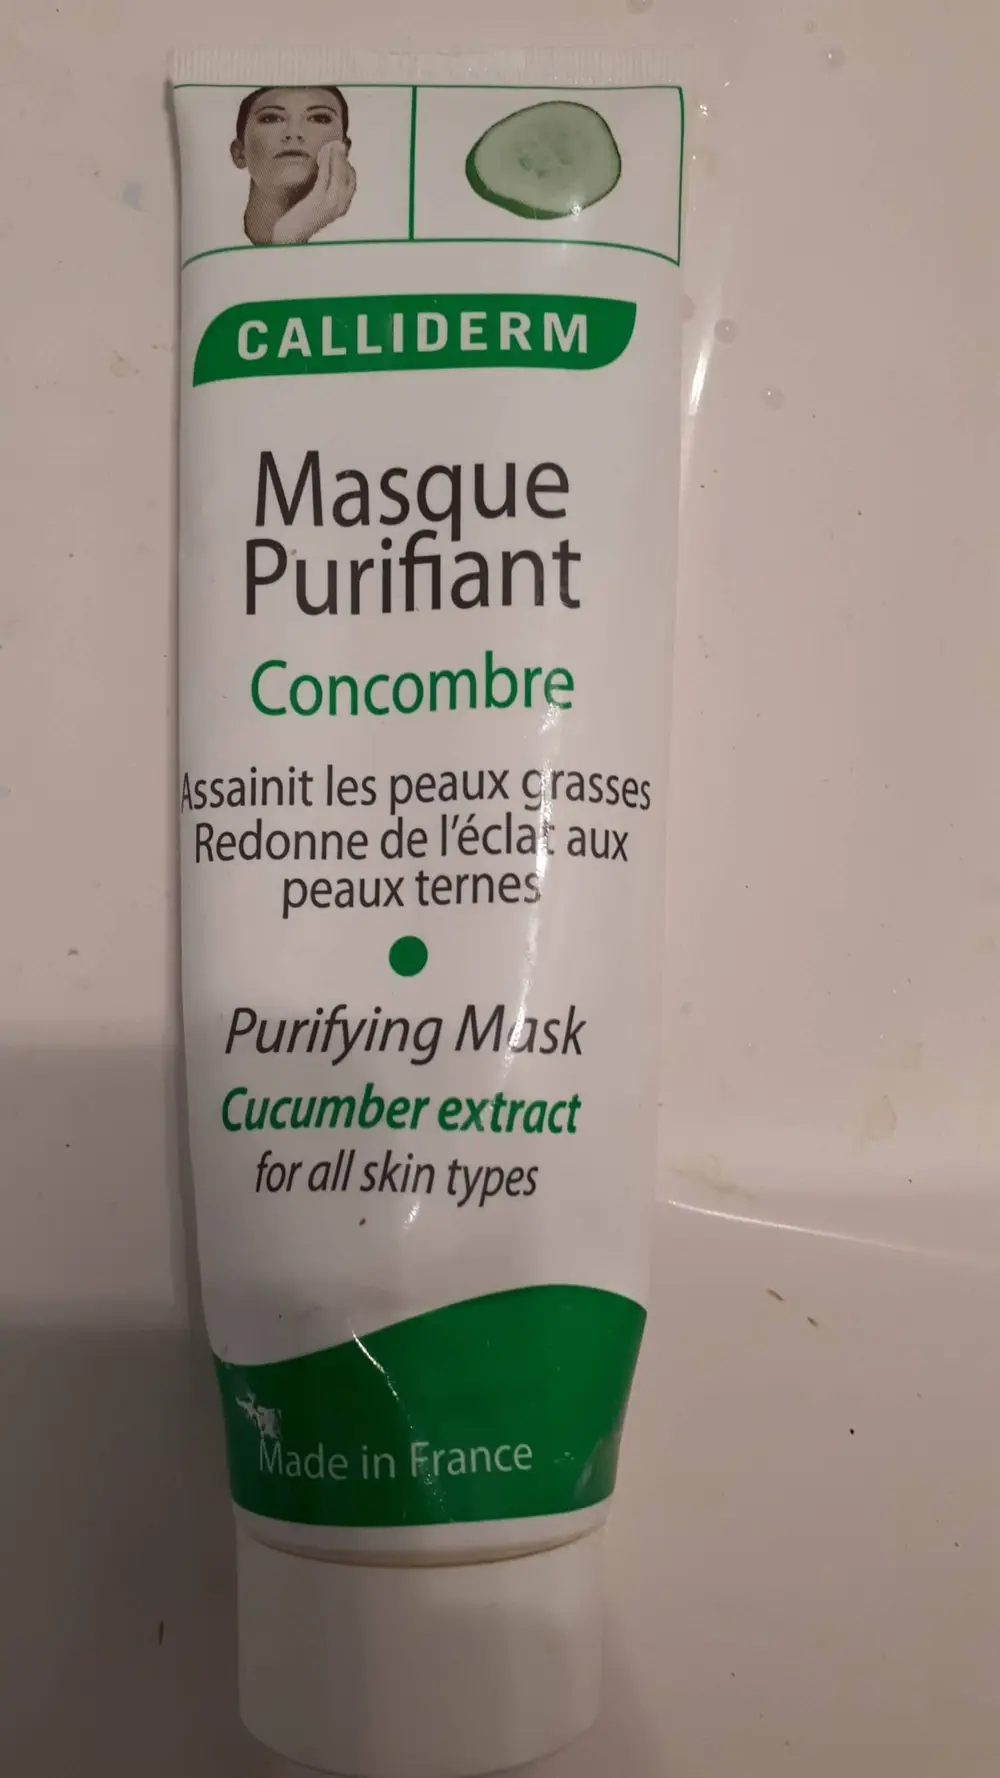 CALLIDERM
Masque
Purifiant
Concombre
Assainit les peaux grasses
Redonne de l'éclat aux
peaux ternes
Purifying Mask
Cucumber extract
for all skin types
Made in France